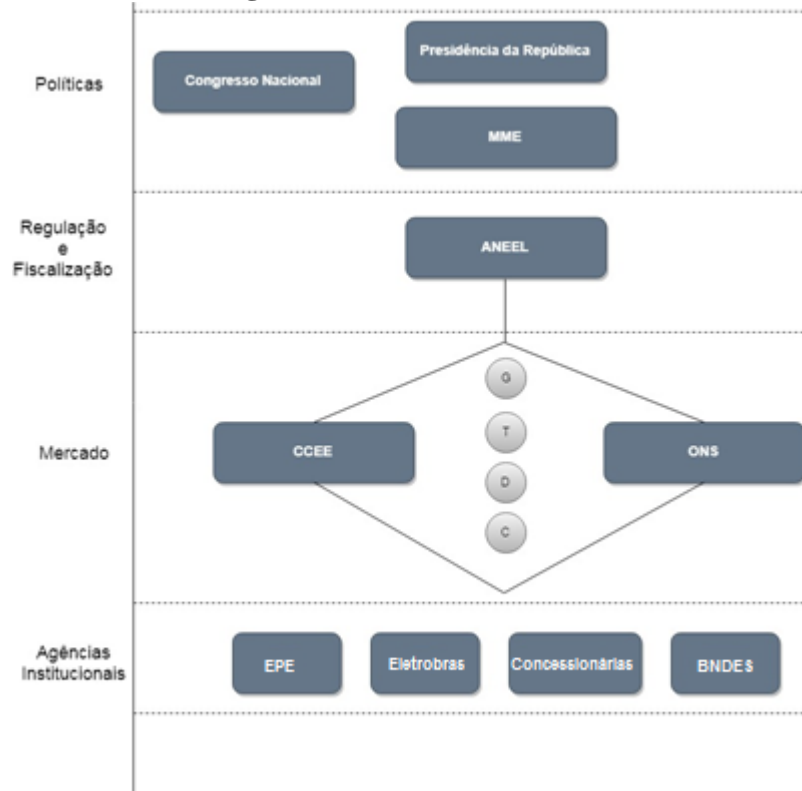 Políticas
Congresso Nacional
Presidência da República
MME
Regulação
e
Fiscalização
ANEEL
Mercado
CCEE
G
T
D
C
ONS
Agências
Institucionais
EPE
Eletrobras
Concessionárias
BNDES